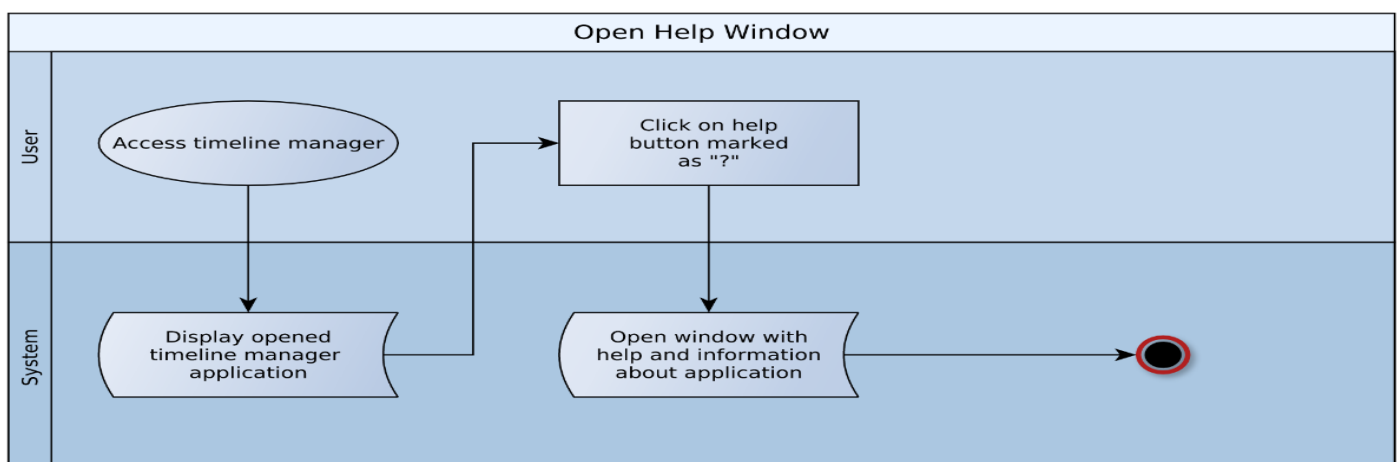 Open Help Window
User
Access timeline manager
Click on help
button marked
as "?"
System
Display opened
timeline manager
application
Open window with
help and information
about application